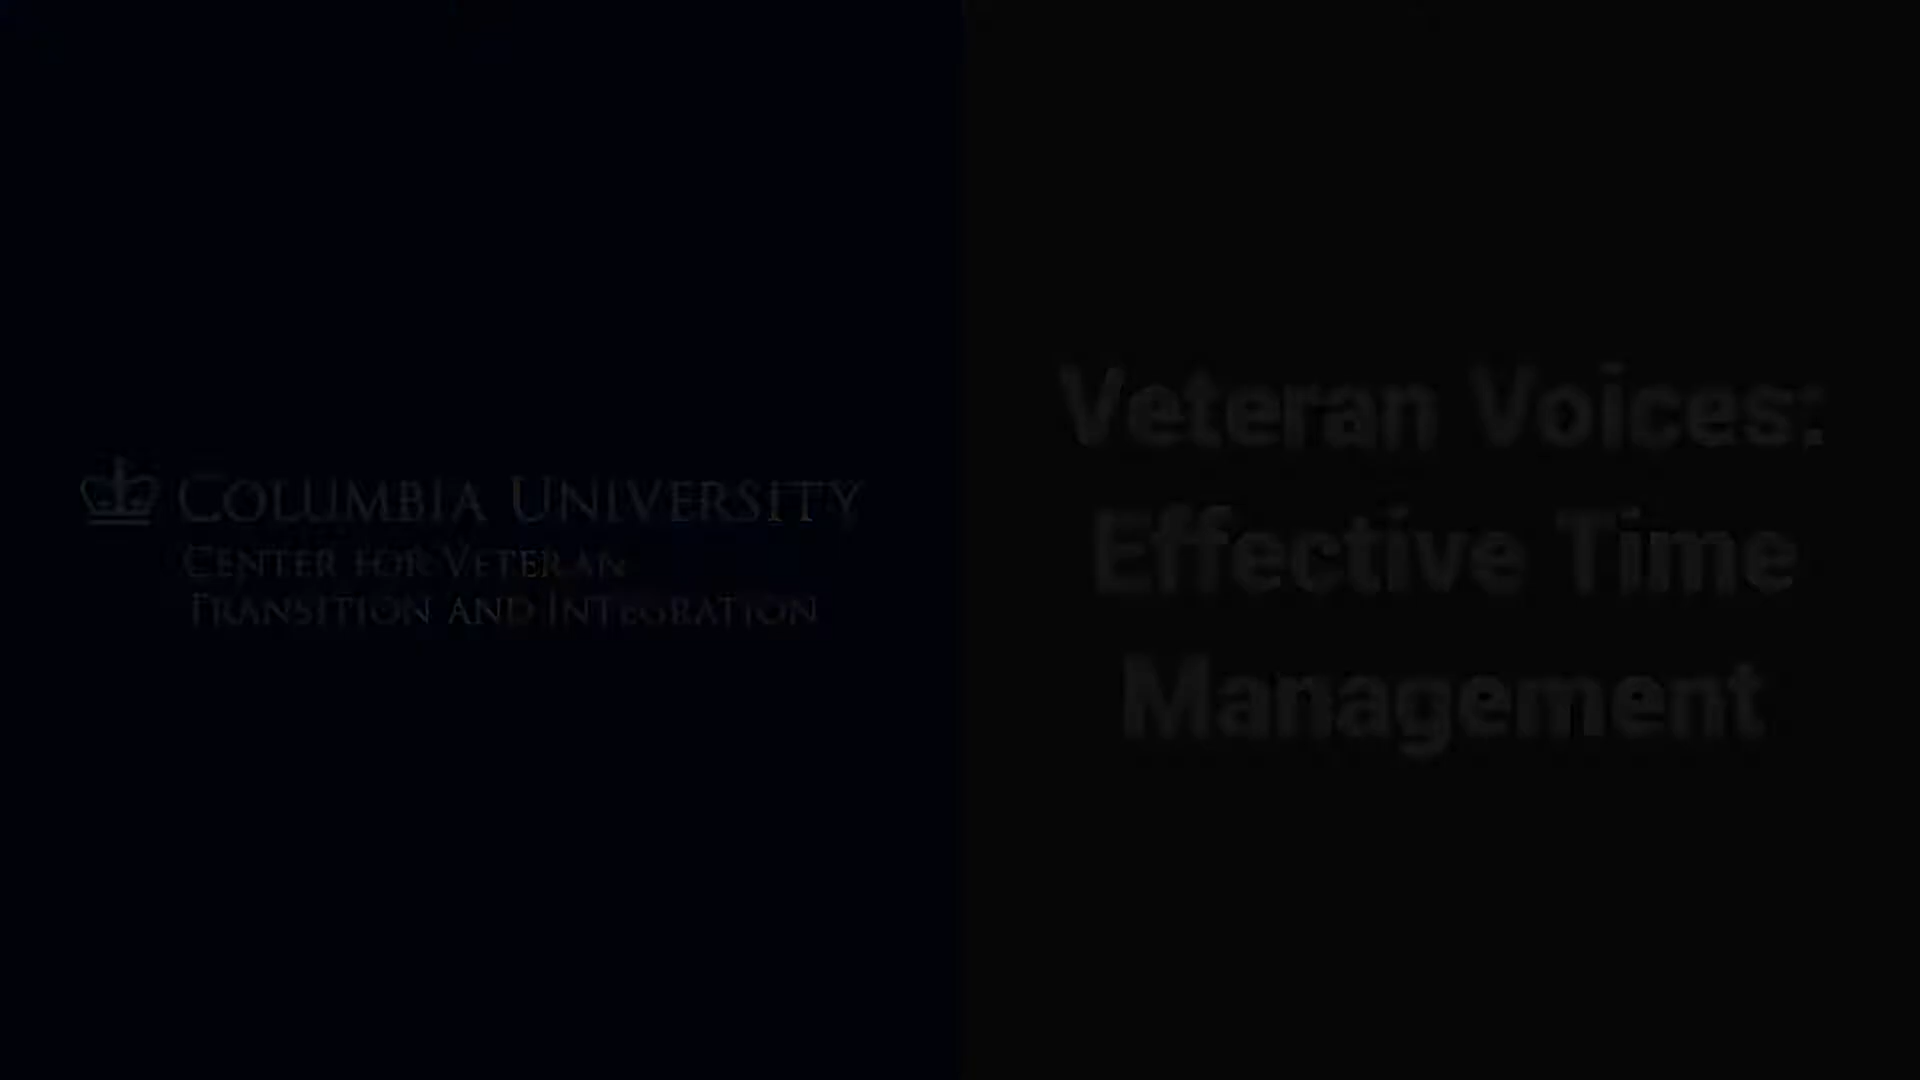 COLUMBIA UNIVERSITY
CENTER FOR VETERAN
TRANSITION AND INTEGRATION
Veteran Voices:
Effective Time
Management